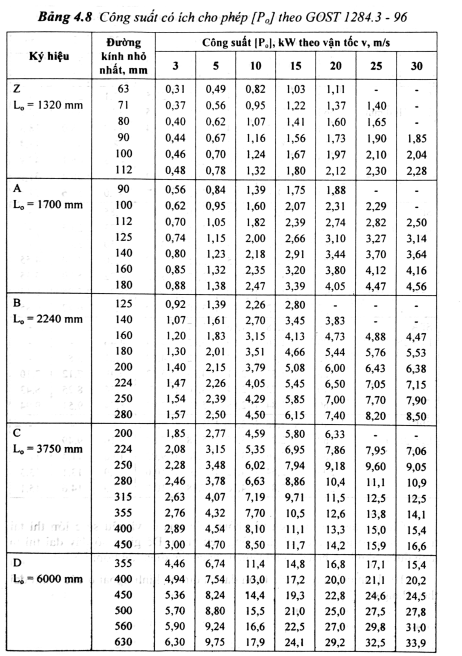 Bảng 4.8 Công suất có ích cho phép [Pₒ] theo GOST 1284.3 - 96
Ký hiệu Đường kính nhỏ nhất, mm Công suất [Pₒ], kW theo vận tốc v, m/s
3 5 10 15 20 25 30
Z 63 0,31 0,49 0,82 1,03 1,11 - -
Lₒ = 1320 mm 71 0,37 0,56 0,95 1,22 1,37 1,40 -
80 0,40 0,62 1,07 1,41 1,60 1,65 -
90 0,44 0,67 1,16 1,56 1,73 1,90 1,85
100 0,46 0,70 1,24 1,67 1,97 2,10 2,04
112 0,48 0,78 1,32 1,80 2,12 2,30 2,28
A 90 0,56 0,84 1,39 1,75 1,88 - -
Lₒ = 1700 mm 100 0,62 0,95 1,60 2,07 2,31 2,29 -
112 0,70 1,05 1,82 2,39 2,74 2,82 2,50
125 0,74 1,15 2,00 2,66 3,10 3,27 3,14
140 0,80 1,23 2,18 2,91 3,44 3,70 3,64
160 0,85 1,32 2,35 3,20 3,80 4,12 4,16
180 0,88 1,38 2,47 3,39 4,05 4,47 4,56
B 125 0,92 1,39 2,26 2,80 - - -
Lₒ = 2240 mm 140 1,07 1,61 2,70 3,45 3,83 - -
160 1,20 1,83 3,15 4,13 4,73 4,88 4,47
180 1,30 2,01 3,51 4,66 5,44 5,76 5,53
200 1,40 2,15 3,79 5,08 6,00 6,43 6,38
224 1,47 2,26 4,05 5,45 6,50 7,05 7,15
250 1,54 2,39 4,29 5,85 7,00 7,70 7,90
280 1,57 2,50 4,50 6,15 7,40 8,20 8,50
C 200 1,85 2,77 4,59 5,80 6,33 - -
Lₒ = 3750 mm 224 2,08 3,15 5,35 6,95 7,86 7,95 7,06
250 2,28 3,48 6,02 7,94 9,18 9,60 9,05
280 2,46 3,78 6,63 8,86 10,4 11,1 10,9
315 2,63 4,07 7,19 9,71 11,5 12,5 12,5
355 2,76 4,32 7,70 10,5 12,6 13,8 14,1
400 2,89 4,54 8,10 11,1 13,3 15,0 15,4
450 3,00 4,70 8,50 11,7 14,2 15,9 16,6
D 355 4,46 6,74 11,4 14,8 16,8 17,1 15,4
Lₒ = 6000 mm 400 4,94 7,54 13,0 17,2 20,0 21,1 20,2
450 5,36 8,24 14,4 19,3 22,8 24,6 24,5
500 5,70 8,80 15,5 21,0 25,0 27,5 27,8
560 5,90 9,24 16,6 22,5 27,0 29,8 31,0
630 6,30 9,75 17,9 24,1 29,2 32,5 33,9